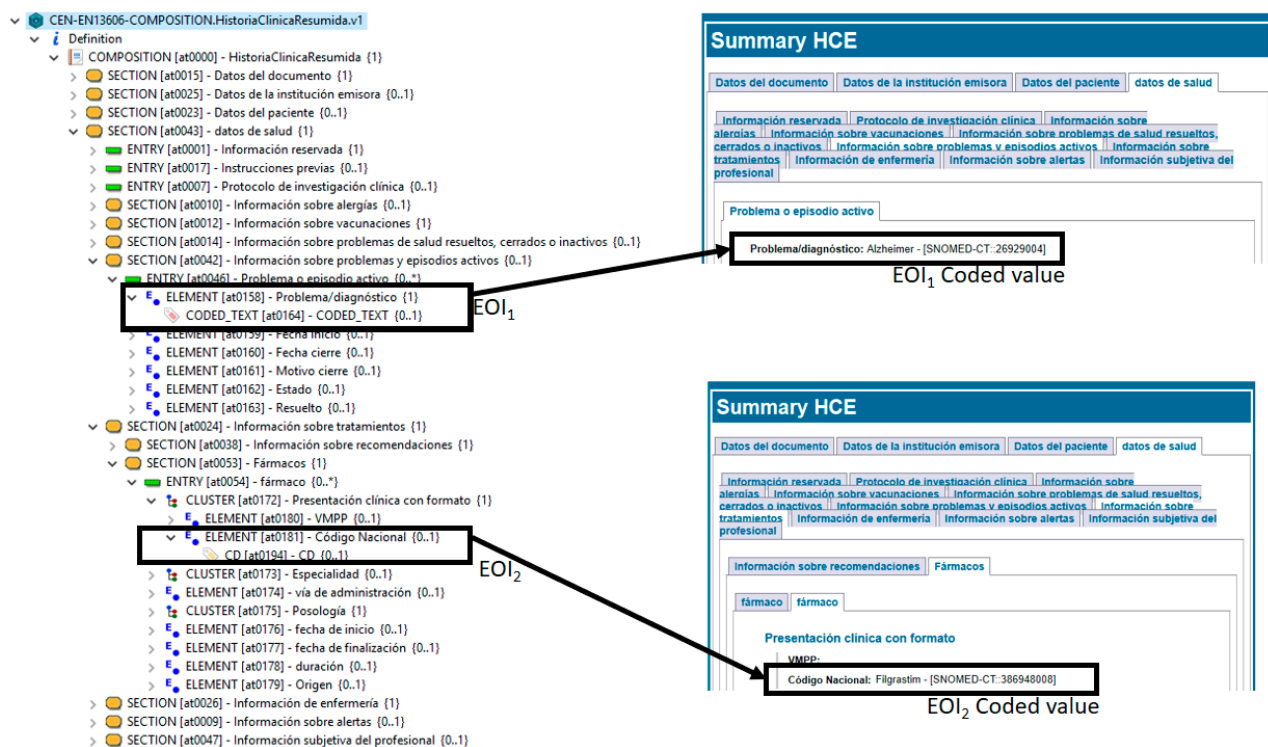 CEN-EN13606-COMPOSITION.HistoriaClinicaResumida.v1
Definition
COMPOSITION [at0000] - HistoriaClinicaResumida {1}
SECTION [at0015] - Datos del documento {1}
SECTION [at0025] - Datos de la institución emisora {0..1}
SECTION [at0023] - Datos del paciente {0..1}
SECTION [at0043] - datos de salud {1}
ENTRY [at0001] - Información reservada {1}
ENTRY [at0017] - Instrucciones previas {0..1}
ENTRY [at0007] - Protocolo de investigación clínica {0..1}
SECTION [at0010] - Información sobre alergías {0..1}
SECTION [at0012] - Información sobre vacunaciones {1}
SECTION [at0014] - Información sobre problemas de salud resueltos, cerrados o inactivos {0..1}
SECTION [at0042] - Información sobre problemas y episodios activos {0..1}
ENTRY [at0046] - Problema o episodio activo {0..*}
ELEMENT [at0158] - Problema/diagnóstico {1}
CODED_TEXT [at0164] - CODED_TEXT {0..1}
EOI1
ELEMENT [at0159] - Fecha inicio {0..1}
ELEMENT [at0160] - Fecha cierre {0..1}
ELEMENT [at0161] - Motivo cierre {0..1}
ELEMENT [at0162] - Estado {0..1}
ELEMENT [at0163] - Resuelto {0..1}
SECTION [at0024] - Información sobre tratamientos {1}
SECTION [at0038] - Información sobre recomendaciones {1}
SECTION [at0053] - Fármacos {1}
ENTRY [at0054] - fármaco {0..*}
CLUSTER [at0172] - Presentación clínica con formato {1}
ELEMENT [at0180] - VMPP {0..1}
ELEMENT [at0181] - Código Nacional {0..1}
CD [at0194] - CD {0..1}
EOI2
CLUSTER [at0173] - Especialidad {0..1}
ELEMENT [at0174] - vía de administración {0..1}
CLUSTER [at0175] - Posología {1}
ELEMENT [at0176] - fecha de inicio {0..1}
ELEMENT [at0177] - fecha de finalización {0..1}
ELEMENT [at0178] - duración {0..1}
ELEMENT [at0179] - Origen {0..1}
SECTION [at0026] - Información de enfermería {1}
SECTION [at0009] - Información sobre alertas {0..1}
SECTION [at0047] - Información subjetiva del profesional {0..1}
Summary HCE
Datos del documento Datos de la institución emisora Datos del paciente datos de salud
Información reservada Protocolo de investigación clínica Información sobre
alergías Información sobre vacunaciones Información sobre problemas de salud resueltos,
cerrados o inactivos Información sobre problemas y episodios activos Información sobre
tratamientos Información de enfermería Información sobre alertas Información subjetiva del
profesional
Problema o episodio activo
Problema/diagnóstico: Alzheimer - [SNOMED-CT::26929004]
EOI1 Coded value
Summary HCE
Datos del documento Datos de la institución emisora Datos del paciente datos de salud
Información reservada Protocolo de investigación clínica Información sobre
alergías Información sobre vacunaciones Información sobre problemas de salud resueltos,
cerrados o inactivos Información sobre problemas y episodios activos Información sobre
tratamientos Información de enfermería Información sobre alertas Información subjetiva del
profesional
Información sobre recomendaciones Fármacos
fármaco fármaco
Presentación clínica con formato
VMPP:
Código Nacional: Filgrastim - [SNOMED-CT::386948008]
EOI2 Coded value